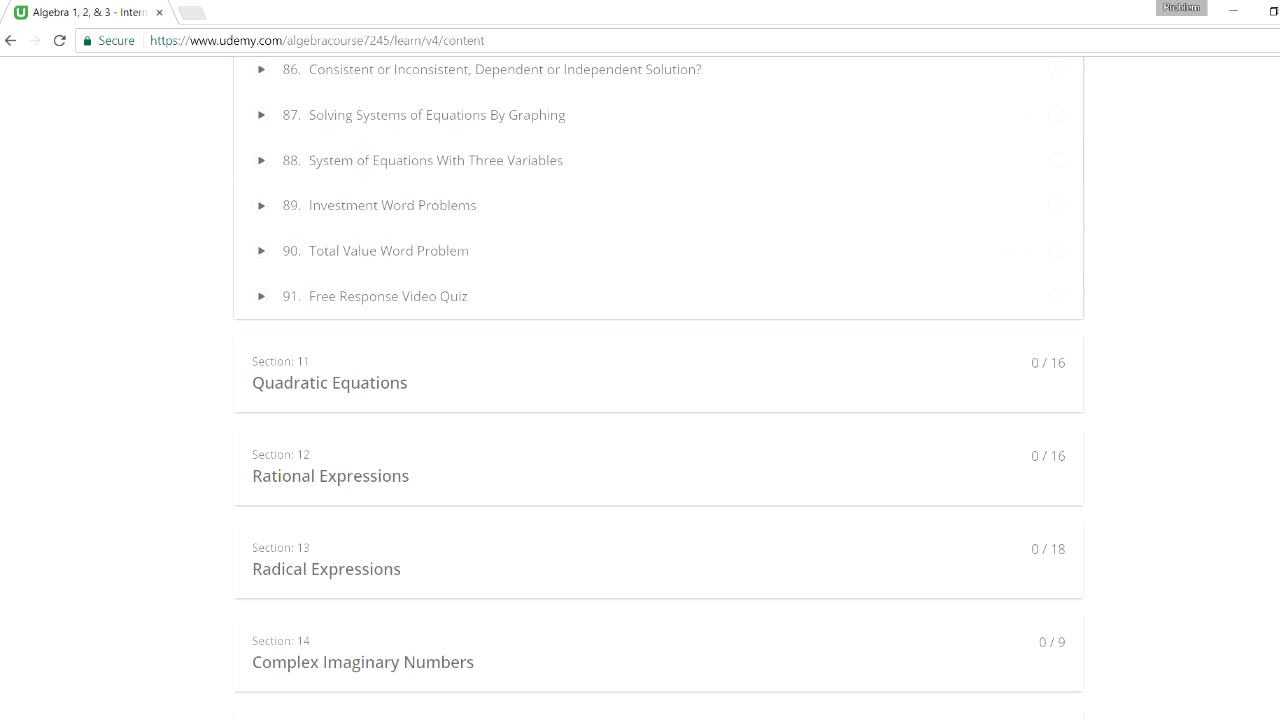 Algebra 1, 2, & 3 - Intern
Problem
Secure
https://www.udemy.com/algebracourse7245/learn/v4/content
86. Consistent or Inconsistent, Dependent or Independent Solution?
87. Solving Systems of Equations By Graphing
88. System of Equations With Three Variables
89. Investment Word Problems
90. Total Value Word Problem
91. Free Response Video Quiz
Section: 11
0 / 16
Quadratic Equations
Section: 12
0 / 16
Rational Expressions
Section: 13
0 / 18
Radical Expressions
Section: 14
0 / 9
Complex Imaginary Numbers